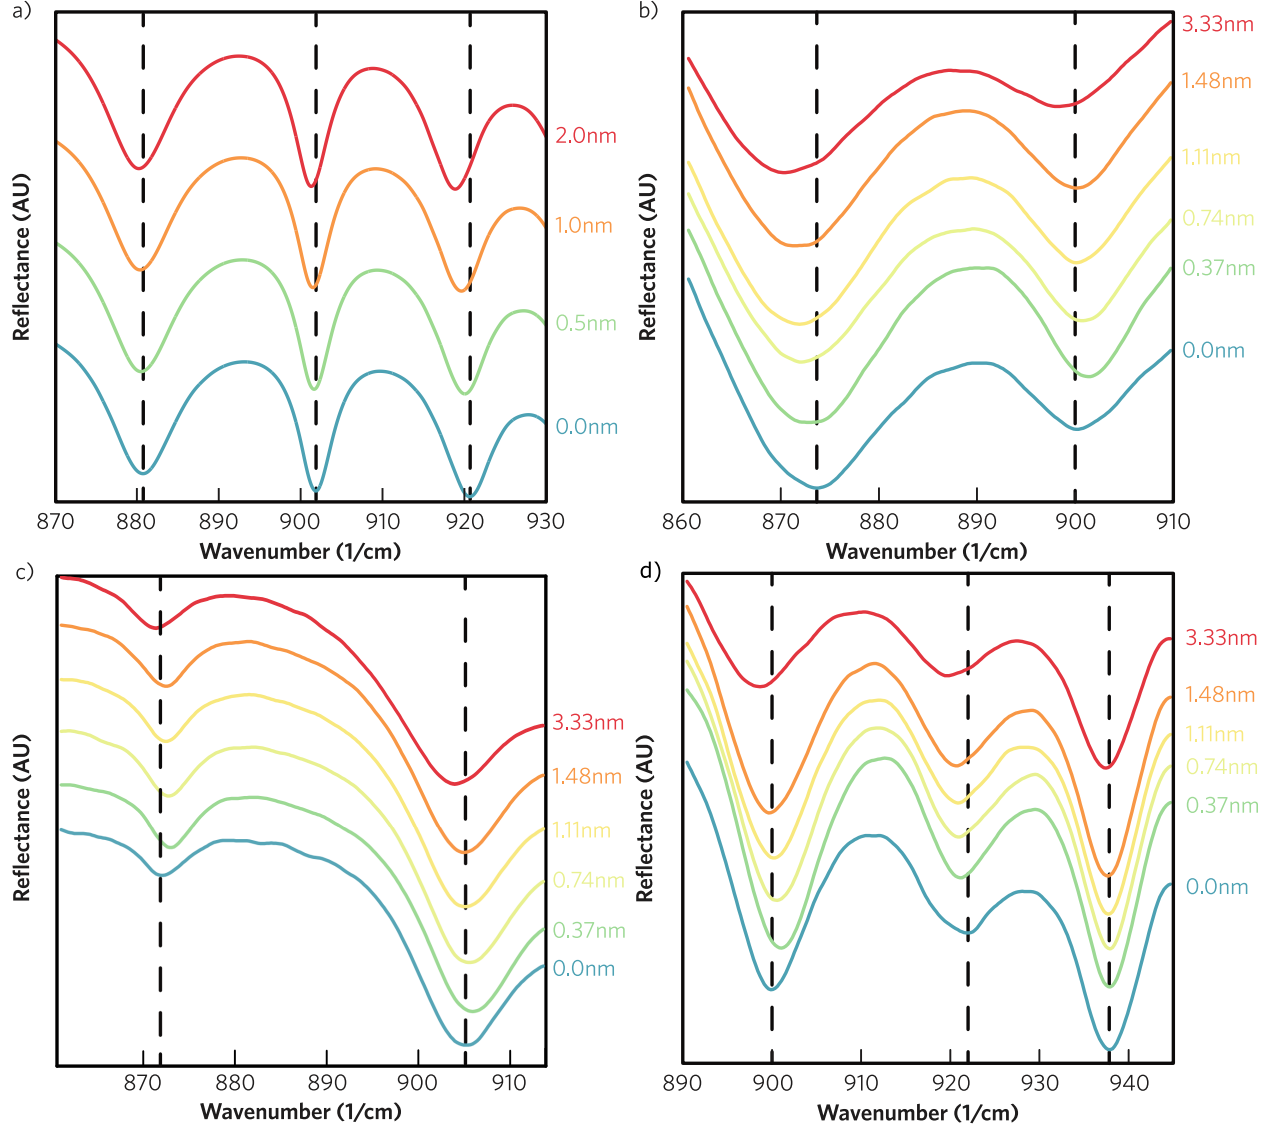 a)
Reflectance (AU)
2.0nm
1.0nm
0.5nm
0.0nm
870 880 890 900 910 920 930
Wavenumber (1/cm)
b)
Reflectance (AU)
3.33nm
1.48nm
1.11nm
0.74nm
0.37nm
0.0nm
860 870 880 890 900 910
Wavenumber (1/cm)
c)
Reflectance (AU)
3.33nm
1.48nm
1.11nm
0.74nm
0.37nm
0.0nm
870 880 890 900 910
Wavenumber (1/cm)
d)
Reflectance (AU)
3.33nm
1.48nm
1.11nm
0.74nm
0.37nm
0.0nm
890 900 910 920 930 940
Wavenumber (1/cm)